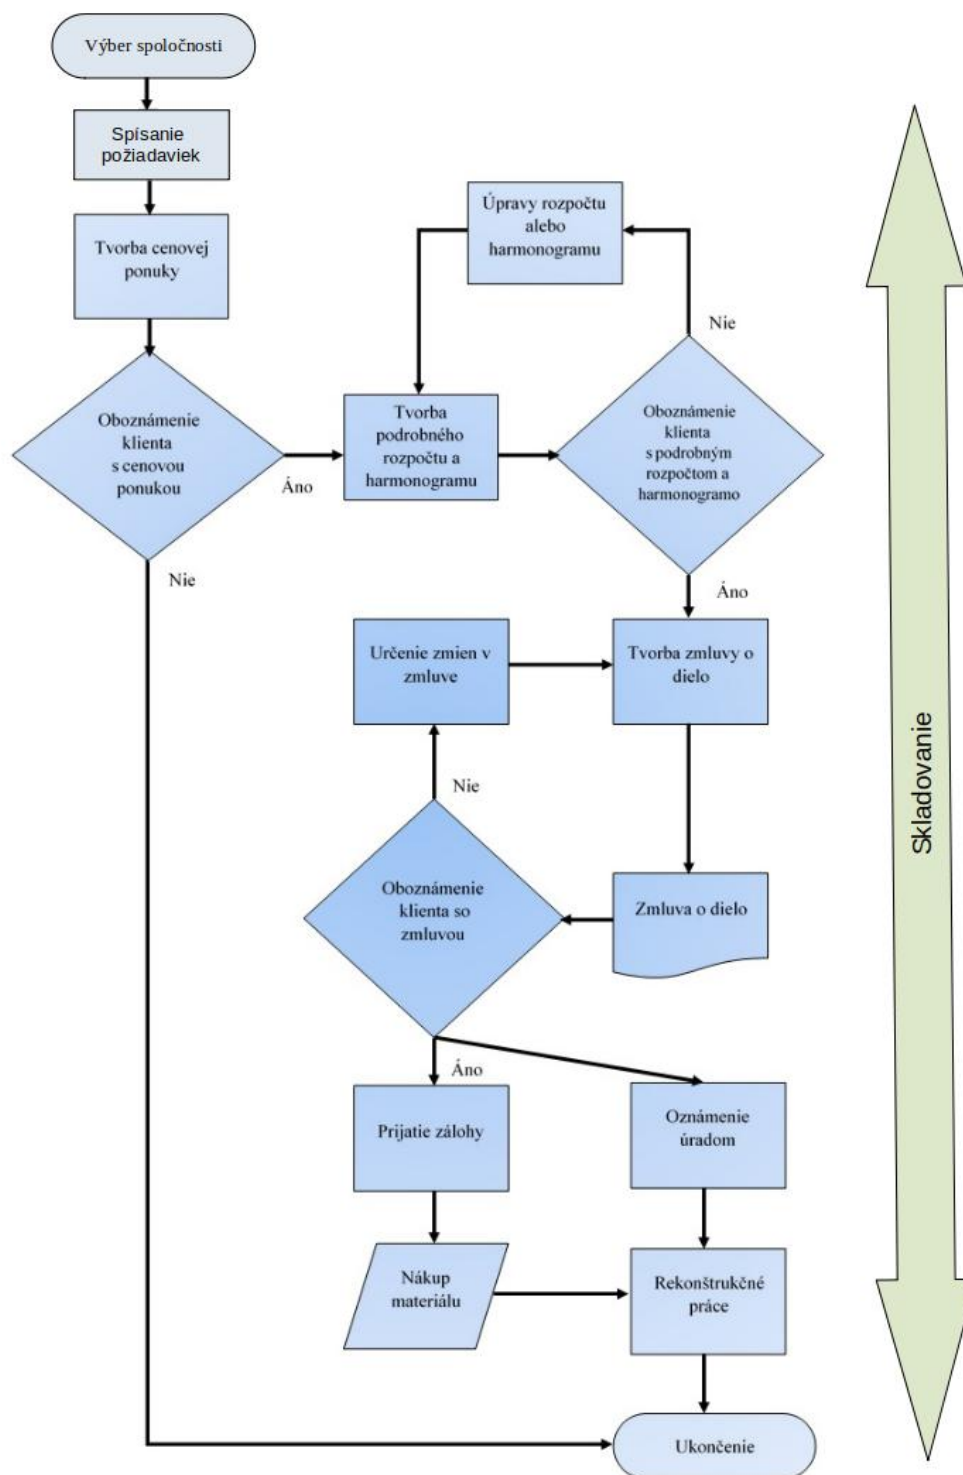 Výber spoločnosti
Spísanie
požiadaviek
Tvorba cenovej
ponuky
Oboznámenie
klienta
s cenovou
ponukou
Áno
Nie
Úpravy rozpočtu
alebo
harmonogramu
Tvorba
podrobného
rozpočtu a
harmonogramu
Nie
Oboznámenie
klienta
s podrobným
rozpočtom a
harmonogramo
Áno
Určenie zmien v
zmluve
Tvorba zmluvy o
dielo
Nie
Oboznámenie
klienta so
zmluvou
Zmluva o dielo
Áno
Prijatie zálohy
Oznámenie
úradom
Nákup
materiálu
Rekonštrukčné
práce
Ukončenie
Skladovanie